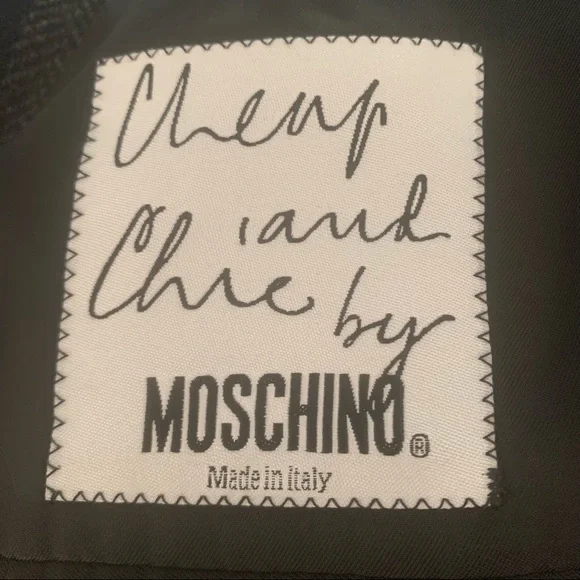 Cheap
and
Chic by
MOSCHINO®
Made in Italy